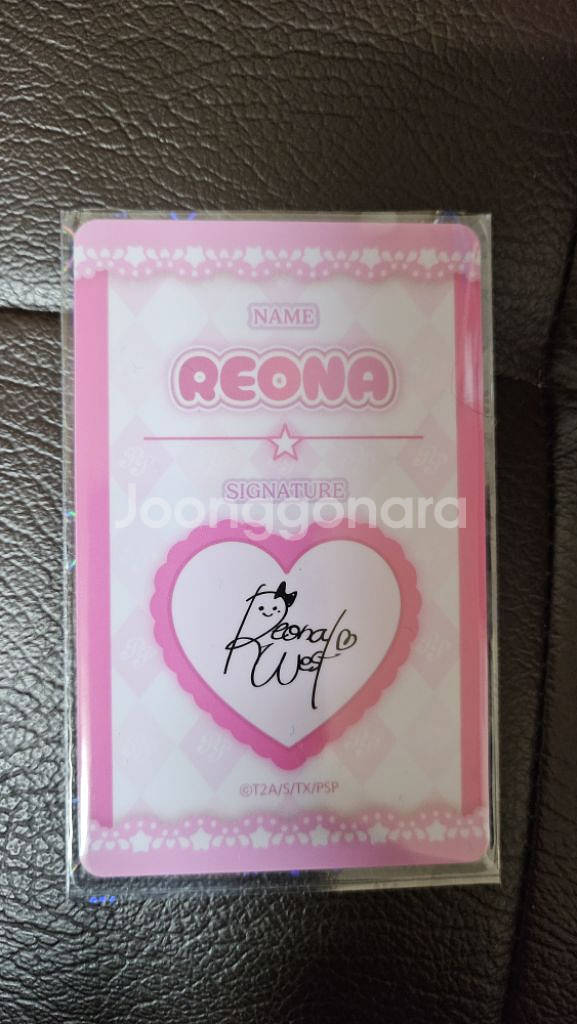 NAME
REONA
SIGNATURE
Joonggonara
Reona
West
©T2A/S/TX/PSP